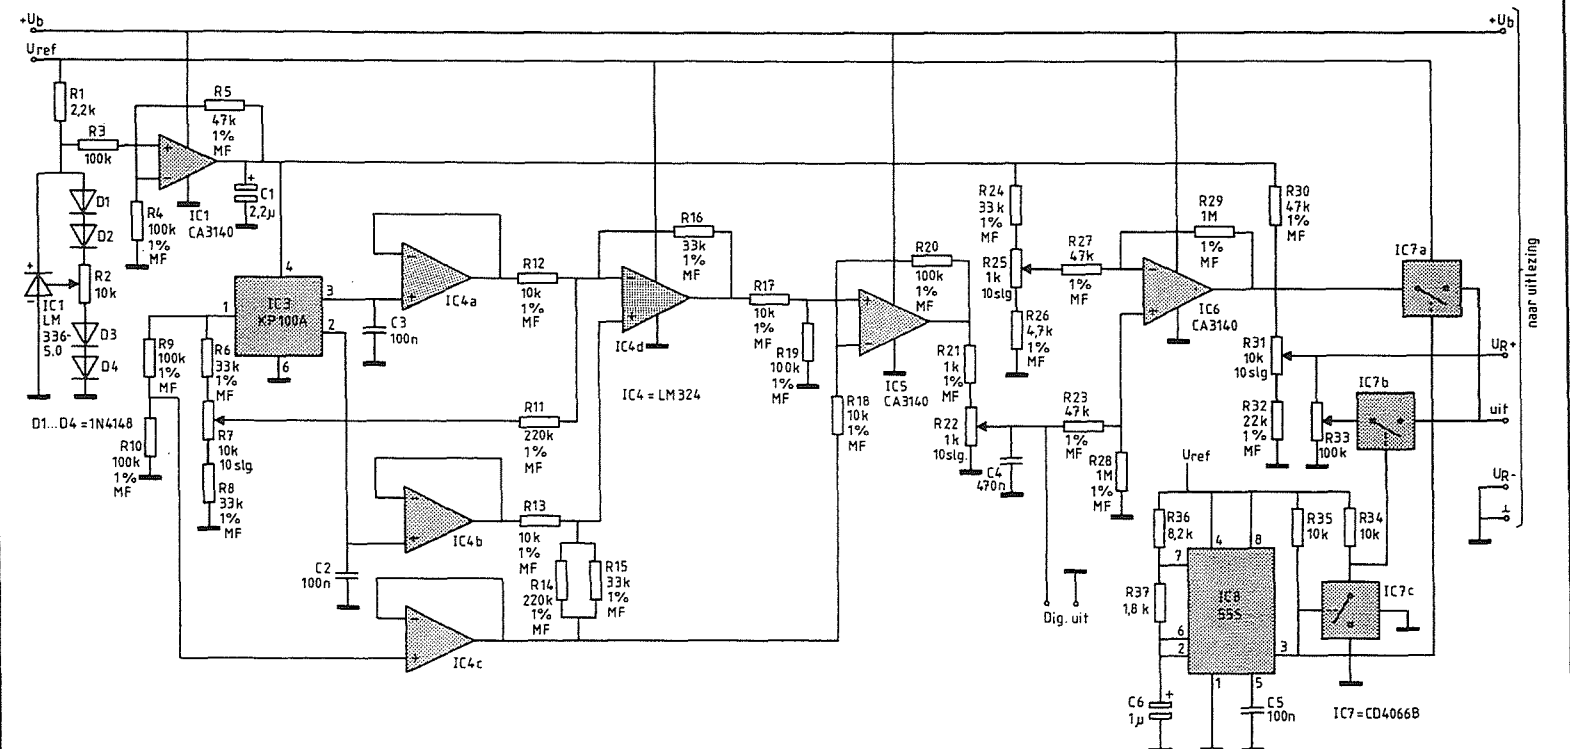 +Ub
+Ub
Uref
R1
2,2k
R3
100k
R5
47k
1%
MF
D1
D2
R2
10k
D3
D4
IC1
LM
336-
5.0
D1...D4 = 1N4148
R4
100k
1%
MF
IC1
CA3140
+
C1
2,2µ
4
IC3
KP100A
1
3
2
6
R9
100k
1%
MF
R6
33k
1%
MF
R7
10k
10slg
R10
100k
1%
MF
R8
33k
1%
MF
C3
100n
C2
100n
IC4a
IC4b
IC4c
R12
10k
1%
MF
R11
220k
1%
MF
R13
10k
1%
MF
R14
220k
1%
MF
R15
33k
1%
MF
R16
33k
1%
MF
IC4d
IC4 = LM324
R17
10k
1%
MF
R19
100k
1%
MF
R18
10k
1%
MF
R20
100k
1%
MF
IC5
CA3140
R21
1k
1%
MF
R22
1k
10slg.
C4
470n
R23
47k
1%
MF
R24
33k
1%
MF
R25
1k
10slg
R26
4,7k
1%
MF
R27
47k
1%
MF
R28
1M
1%
MF
R29
1M
1%
MF
IC6
CA3140
R30
47k
1%
MF
R31
10k
10slg
R32
22k
1%
MF
R33
100k
IC7a
IC7b
IC7c
UR+
uit
UR-
⊥
naar uitlezing
Dig. uit
Uref
R36
8,2k
R37
1,8k
R35
10k
R34
10k
4
8
7
IC8
555
6
2
3
1
5
C6
1µ
+
C5
100n
IC7 = CD4066B